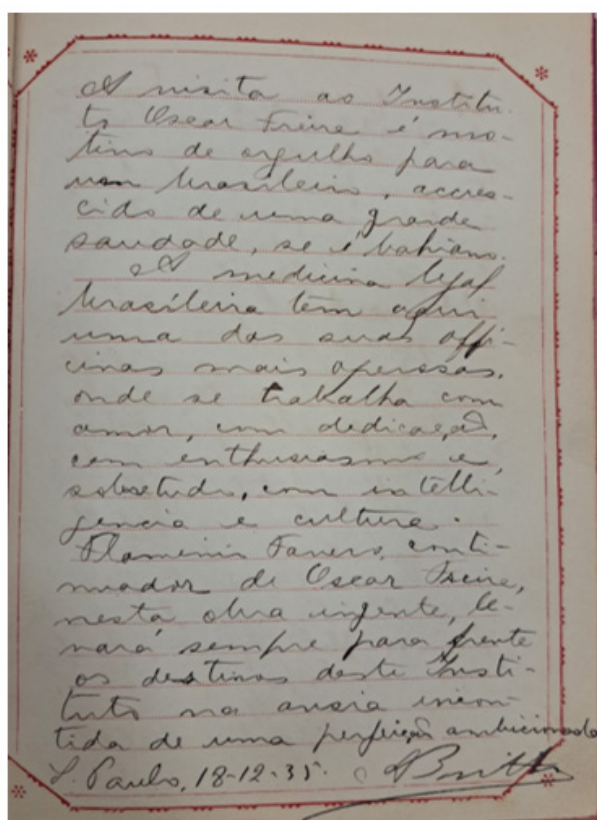 A visita ao Institu-
to Oscar Freire é mo-
tivo de orgulho para
um brasileiro, accres-
cido de uma grande
saudade, se é bahiano.
A medicina legal
brasileira tem aqui
uma das suas offi-
cinas mais operosas,
onde se trabalha com
amor, com dedicação,
com enthusiasmo e,
sobretudo, com intelli-
gencia e cultura.
Flaminio Favero, conti-
nuador de Oscar Freire,
nesta obra ingente, le-
vará sempre para frente
os destinos deste Insti-
tuto na ansia incon-
tida de uma perfeição ambicionada
S. Paulo, 18-12-35. Britto